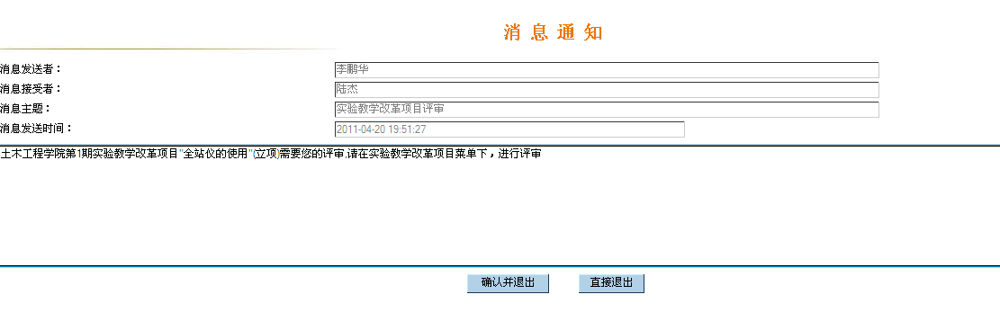 消息通知
消息发送者：
李鹏华
消息接受者：
陆杰
消息主题：
实验教学改革项目评审
消息发送时间：
2011-04-20 19:51:27
土木工程学院第1期实验教学改革项目"全站仪的使用"(立项)需要您的评审,请在实验教学改革项目菜单下，进行评审
确认并退出
直接退出